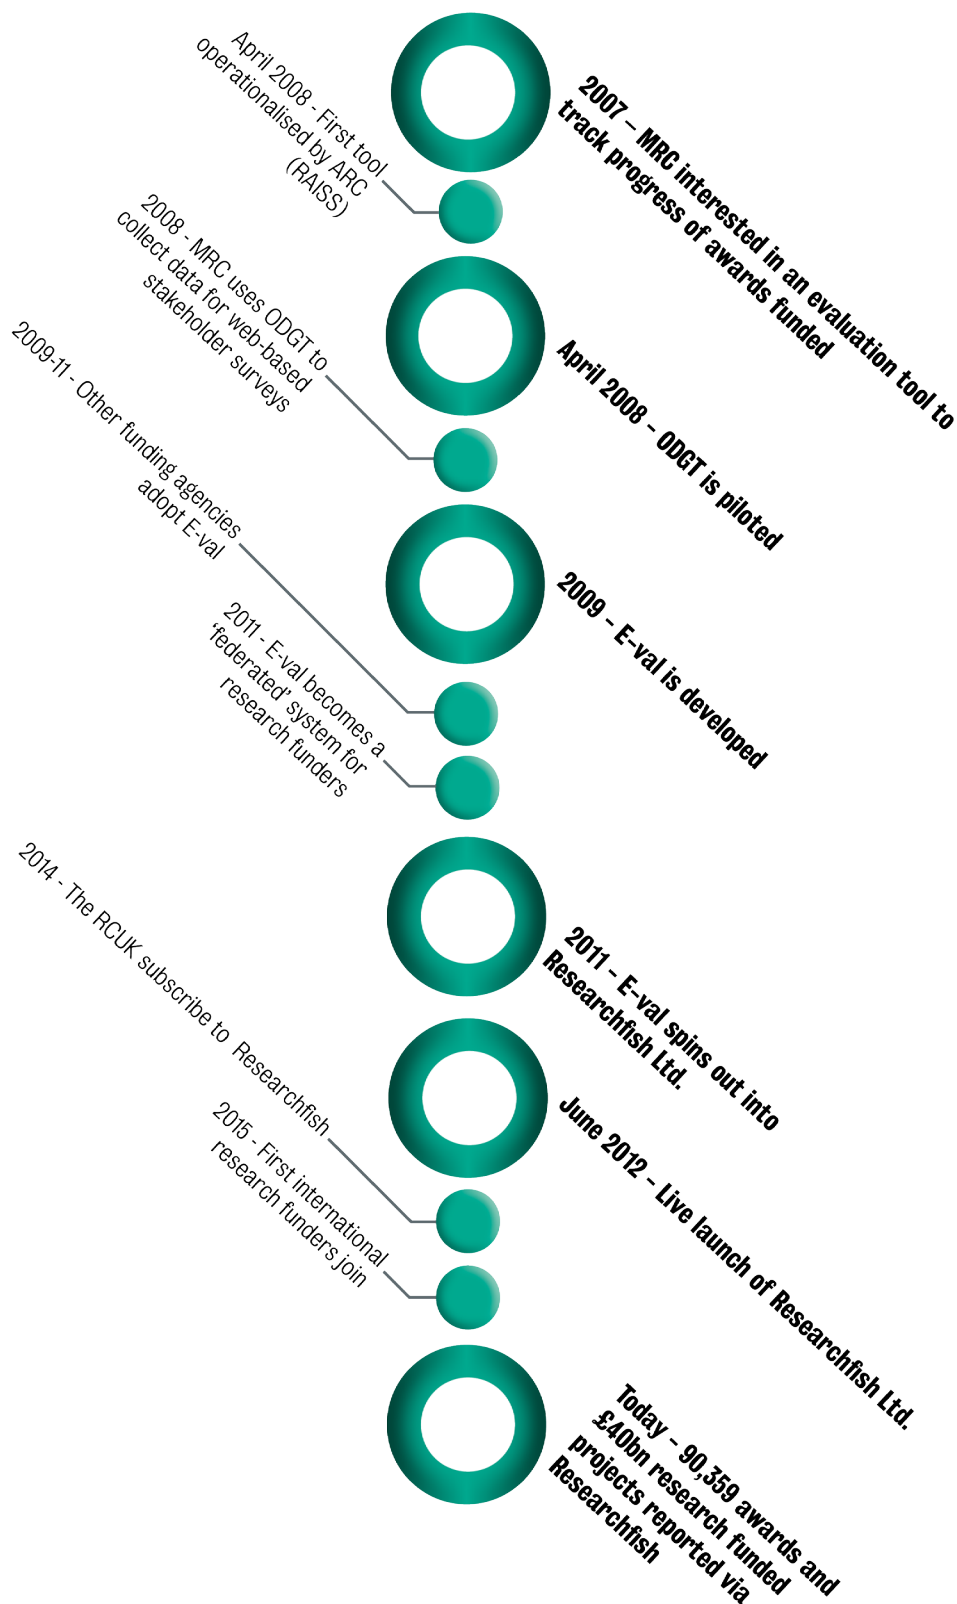 2007 – MRC interested in an evaluation tool to
track progress of awards funded
April 2008 - First tool
operationalised by ARC
(RAISS)
April 2008 - ODGT is piloted
2008 - MRC uses ODGT to
collect data for web-based
stakeholder surveys
2009 - E-val is developed
2009-11 - Other funding agencies
adopt E-val
2011 - E-val becomes a
‘federated’ system for
research funders
2011 - E-val spins out into
Researchfish Ltd.
June 2012 - Live launch of Researchfish Ltd.
2014 - The RCUK subscribe to Researchfish
2015 - First international
research funders join
Today - 90,359 awards and
£40bn research funded
projects reported via
Researchfish